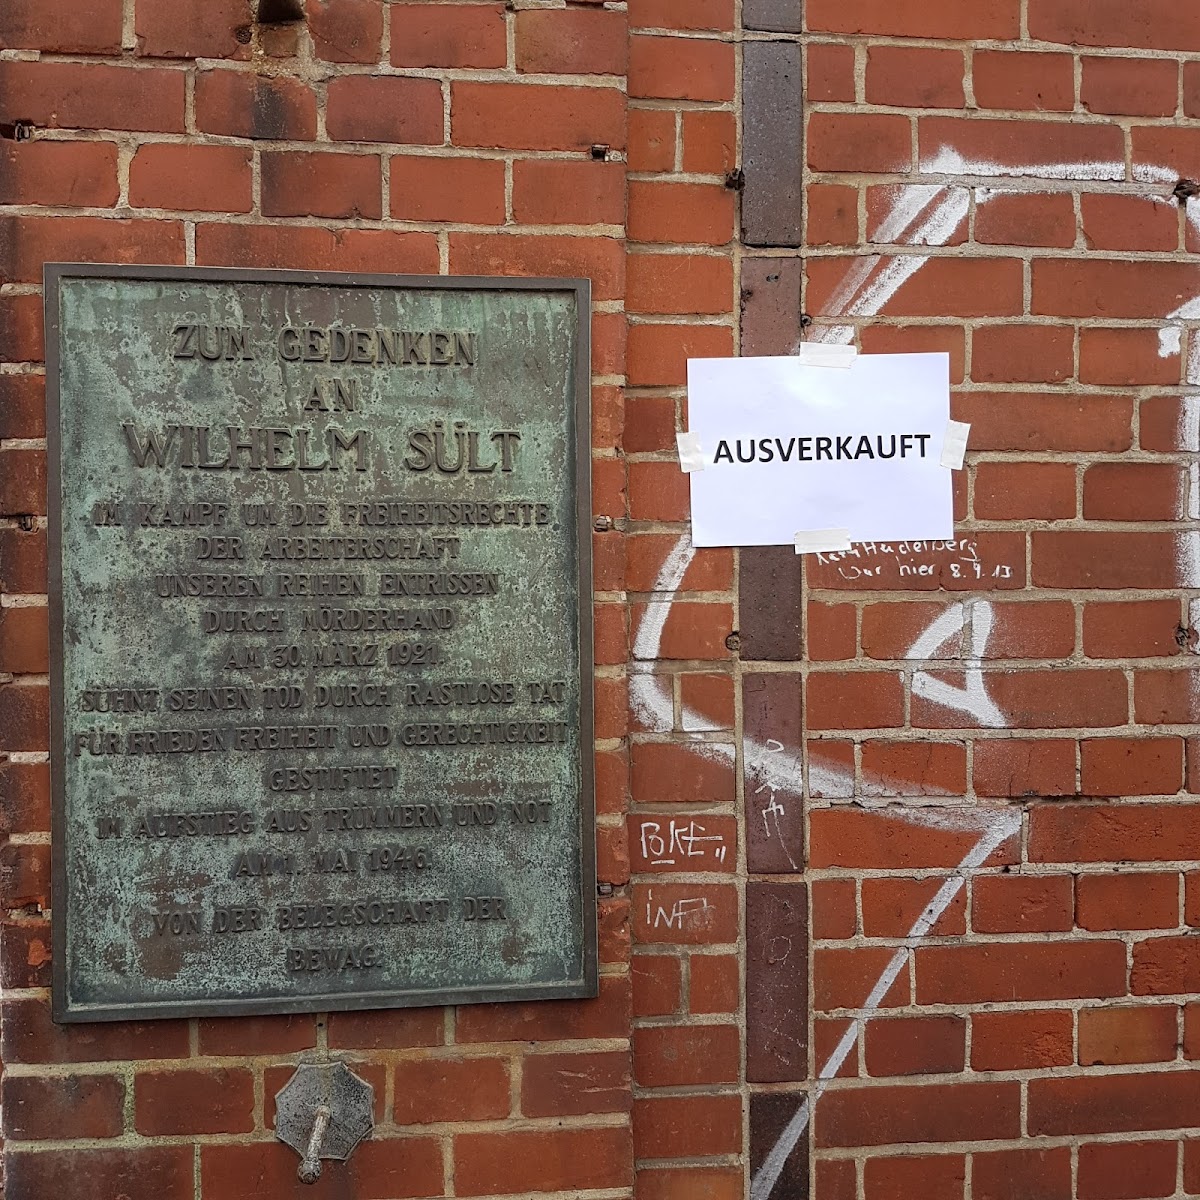 ZUM GEDENKEN
AN
WILHELM SÜLT
IM KAMPF UM DIE FREIHEITSRECHTE
DER ARBEITERSCHAFT
UNSEREN REIHEN ENTRISSEN
DURCH MÖRDERHAND
AM 30. MÄRZ 1921.
SÜHNT SEINEN TOD DURCH RASTLOSE TAT
FÜR FRIEDEN FREIHEIT UND GERECHTIGKEIT
GESTIFTET
IM AUFSTIEG AUS TRÜMMERN UND NOT
AM 1. MAI 1946.
VON DER BELEGSCHAFT DER
BEWAG.
AUSVERKAUFT
Heidelberg
War hier 8.9.13